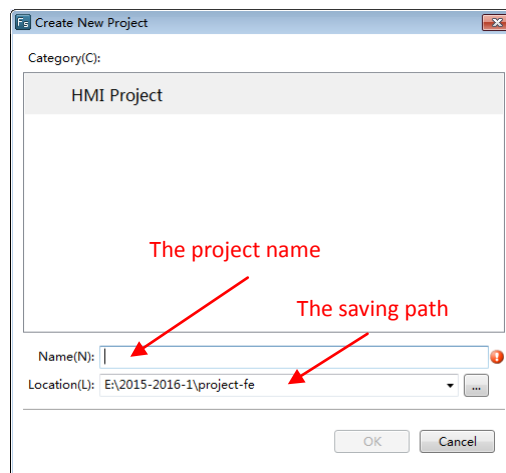 Fs Create New Project
Category(C):
HMI Project
The project name
The saving path
Name(N):
Location(L): E:\2015-2016-1\project-fe ...
OK Cancel